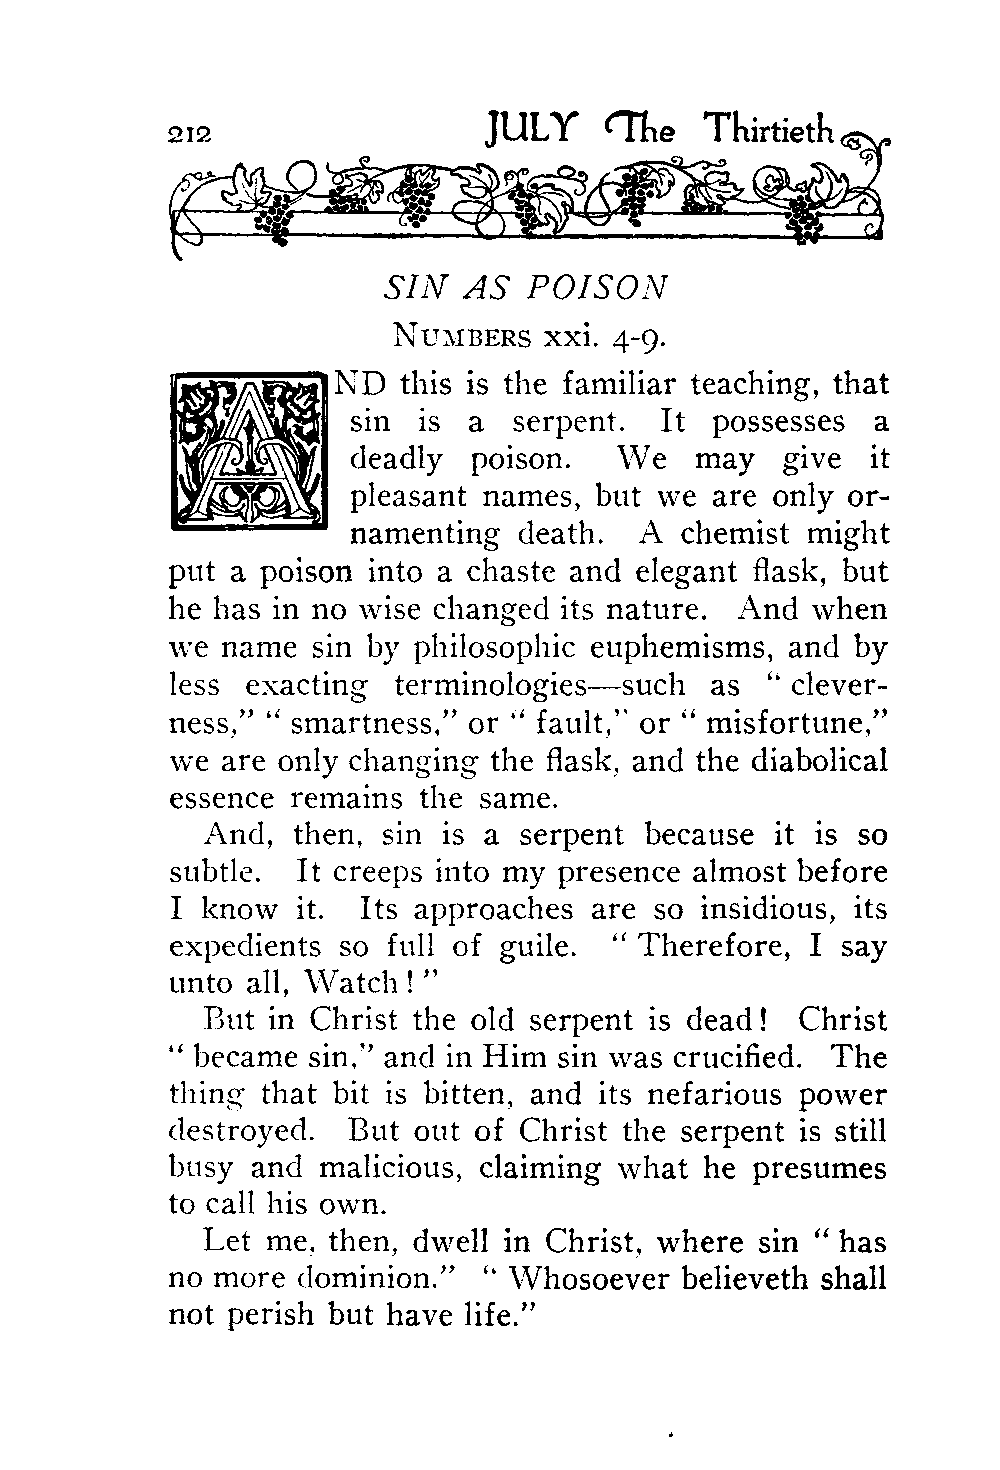 212 JULY The Thirtieth
SIN AS POISON
NUMBERS xxi. 4-9.
AND this is the familiar teaching, that
sin is a serpent. It possesses a
deadly poison. We may give it
pleasant names, but we are only or-
namenting death. A chemist might
put a poison into a chaste and elegant flask, but
he has in no wise changed its nature. And when
we name sin by philosophic euphemisms, and by
less exacting terminologies—such as “ clever-
ness,” “ smartness,” or “ fault,” or “ misfortune,”
we are only changing the flask, and the diabolical
essence remains the same.
And, then, sin is a serpent because it is so
subtle. It creeps into my presence almost before
I know it. Its approaches are so insidious, its
expedients so full of guile. “ Therefore, I say
unto all, Watch ! ”
But in Christ the old serpent is dead ! Christ
“ became sin,” and in Him sin was crucified. The
thing that bit is bitten, and its nefarious power
destroyed. But out of Christ the serpent is still
busy and malicious, claiming what he presumes
to call his own.
Let me, then, dwell in Christ, where sin “ has
no more dominion.” “ Whosoever believeth shall
not perish but have life.”